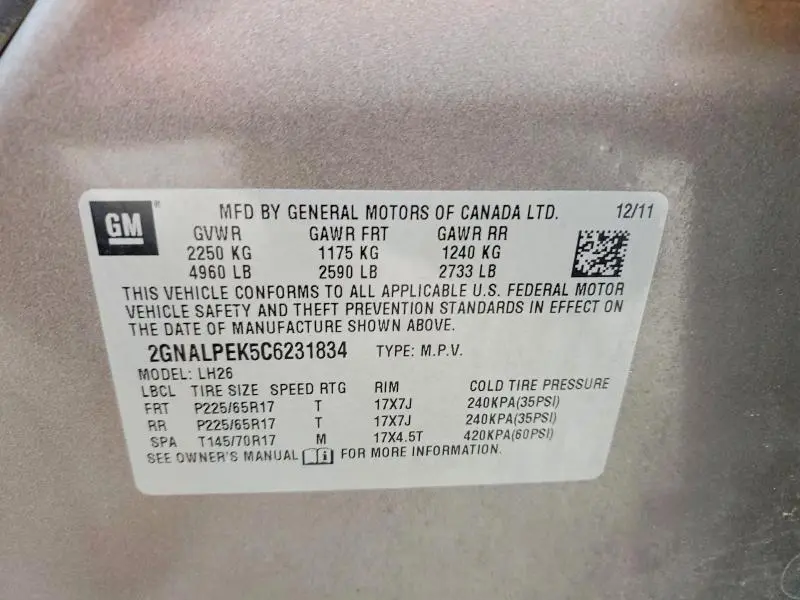 GM® MFD BY GENERAL MOTORS OF CANADA LTD. 12/11
GVWR GAWR FRT GAWR RR
2250 KG 1175 KG 1240 KG
4960 LB 2590 LB 2733 LB
THIS VEHICLE CONFORMS TO ALL APPLICABLE U.S. FEDERAL MOTOR
VEHICLE SAFETY AND THEFT PREVENTION STANDARDS IN EFFECT ON
THE DATE OF MANUFACTURE SHOWN ABOVE.
2GNALPEK5C6231834 TYPE: M.P.V.
MODEL: LH26
LBCL TIRE SIZE SPEED RTG RIM COLD TIRE PRESSURE
FRT P225/65R17 T 17X7J 240KPA(35PSI)
RR P225/65R17 T 17X7J 240KPA(35PSI)
SPA T145/70R17 M 17X4.5T 420KPA(60PSI)
SEE OWNER'S MANUAL i FOR MORE INFORMATION.